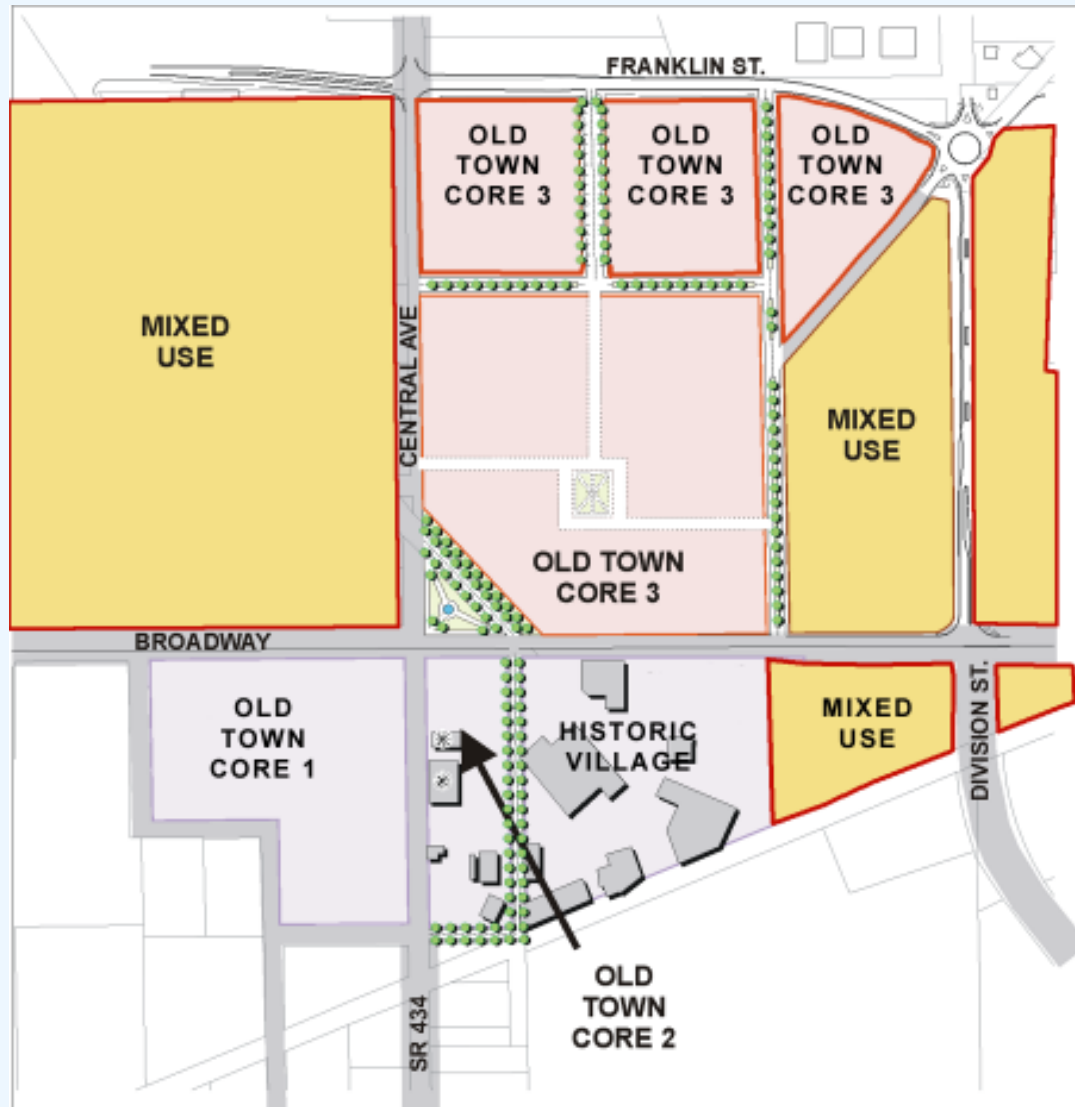 FRANKLIN ST.
OLD
TOWN
CORE 3
OLD
TOWN
CORE 3
OLD
TOWN
CORE 3
MIXED
USE
CENTRAL AVE
MIXED
USE
OLD TOWN
CORE 3
BROADWAY
OLD
TOWN
CORE 1
HISTORIC
VILLAGE
MIXED
USE
DIVISION ST.
SR 434
OLD
TOWN
CORE 2